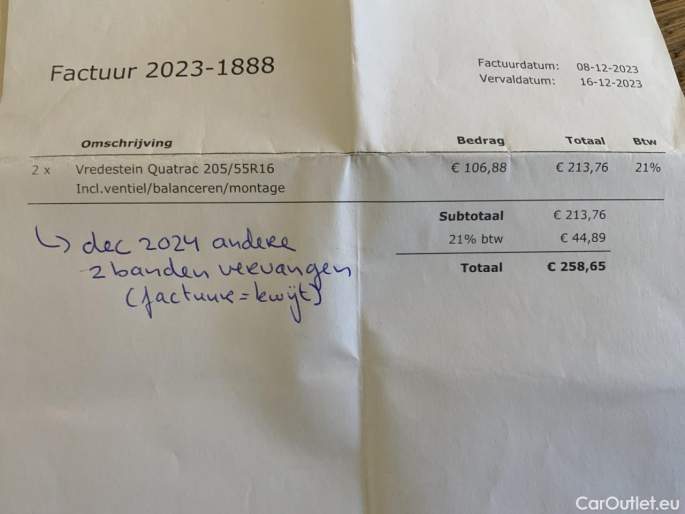 Factuur 2023-1888
Factuurdatum: 08-12-2023
Vervaldatum: 16-12-2023
Omschrijving Bedrag Totaal Btw
2 x Vredestein Quatrac 205/55R16 € 106,88 € 213,76 21%
Incl.ventiel/balanceren/montage
Subtotaal € 213,76
21% btw € 44,89
Totaal € 258,65
↳ dec 2024 andere
2 banden vervangen
(factuur = kwijt)
CarOutlet.eu